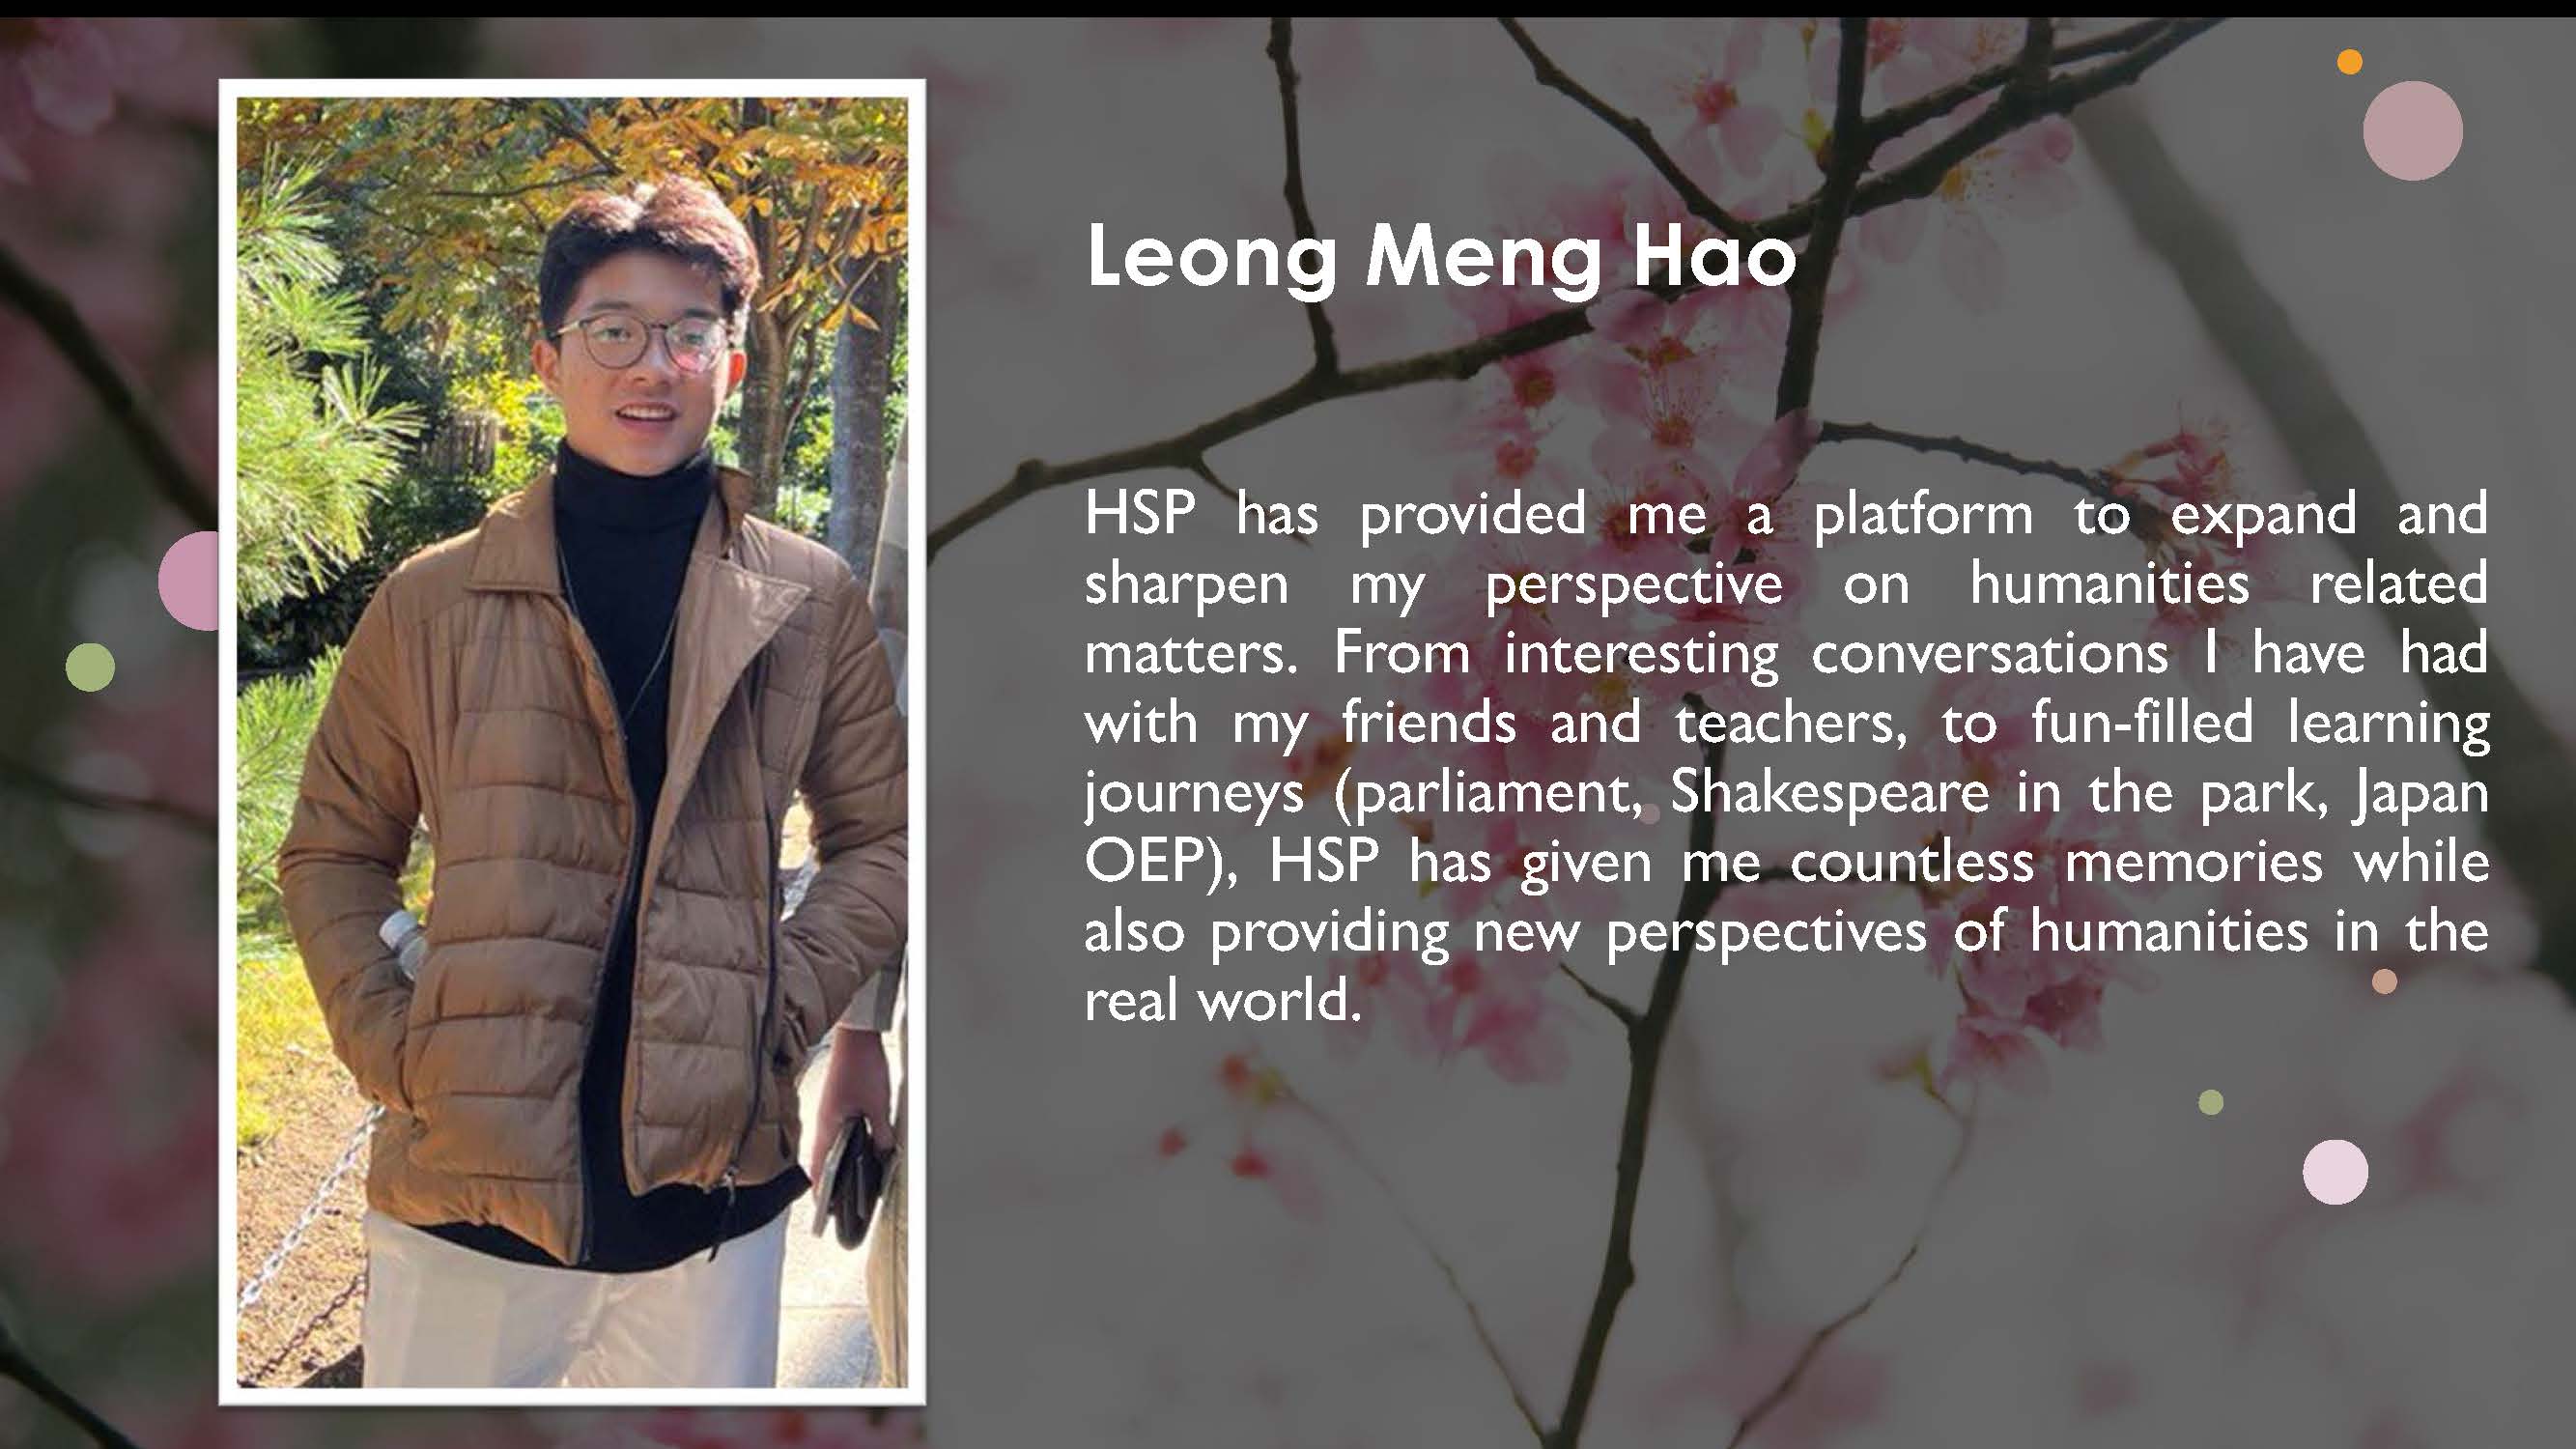 Leong Meng Hao
HSP has provided me a platform to expand and
sharpen my perspective on humanities related
matters. From interesting conversations I have had
with my friends and teachers, to fun-filled learning
journeys (parliament, Shakespeare in the park, Japan
OEP), HSP has given me countless memories while
also providing new perspectives of humanities in the
real world.